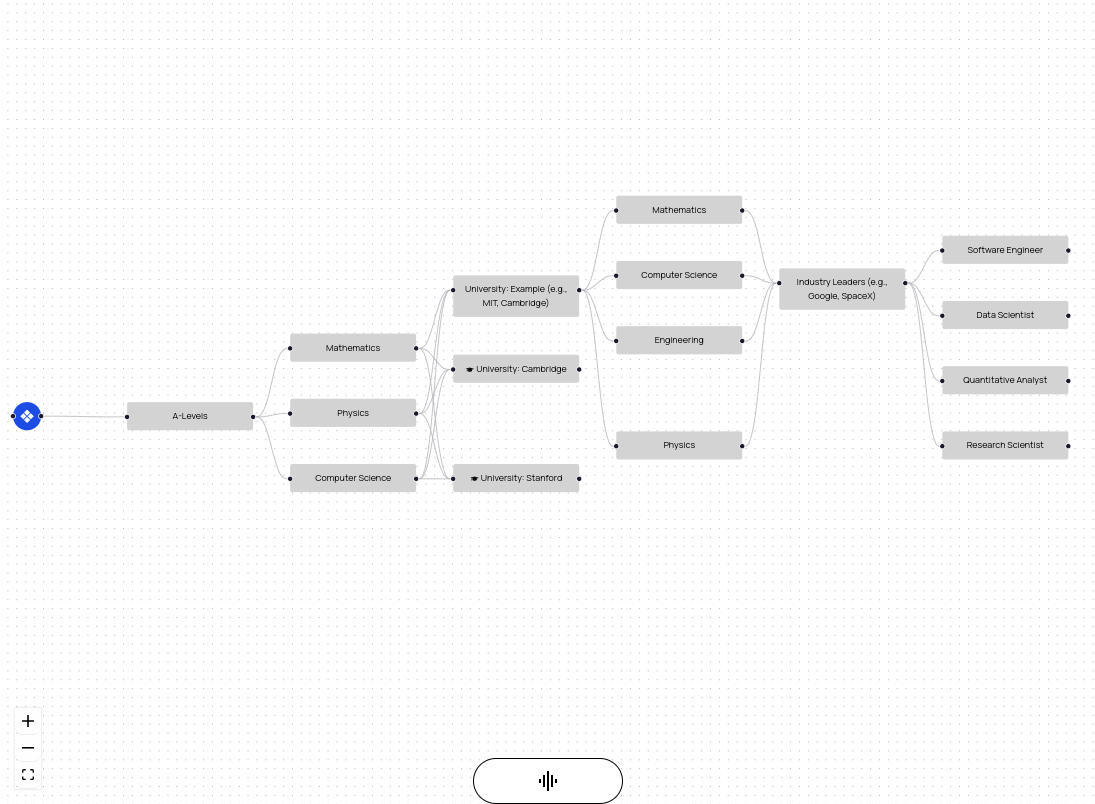 A-Levels
Mathematics
Physics
Computer Science
University: Example (e.g.,
MIT, Cambridge)
University: Cambridge
University: Stanford
Mathematics
Computer Science
Engineering
Physics
Industry Leaders (e.g.,
Google, SpaceX)
Software Engineer
Data Scientist
Quantitative Analyst
Research Scientist